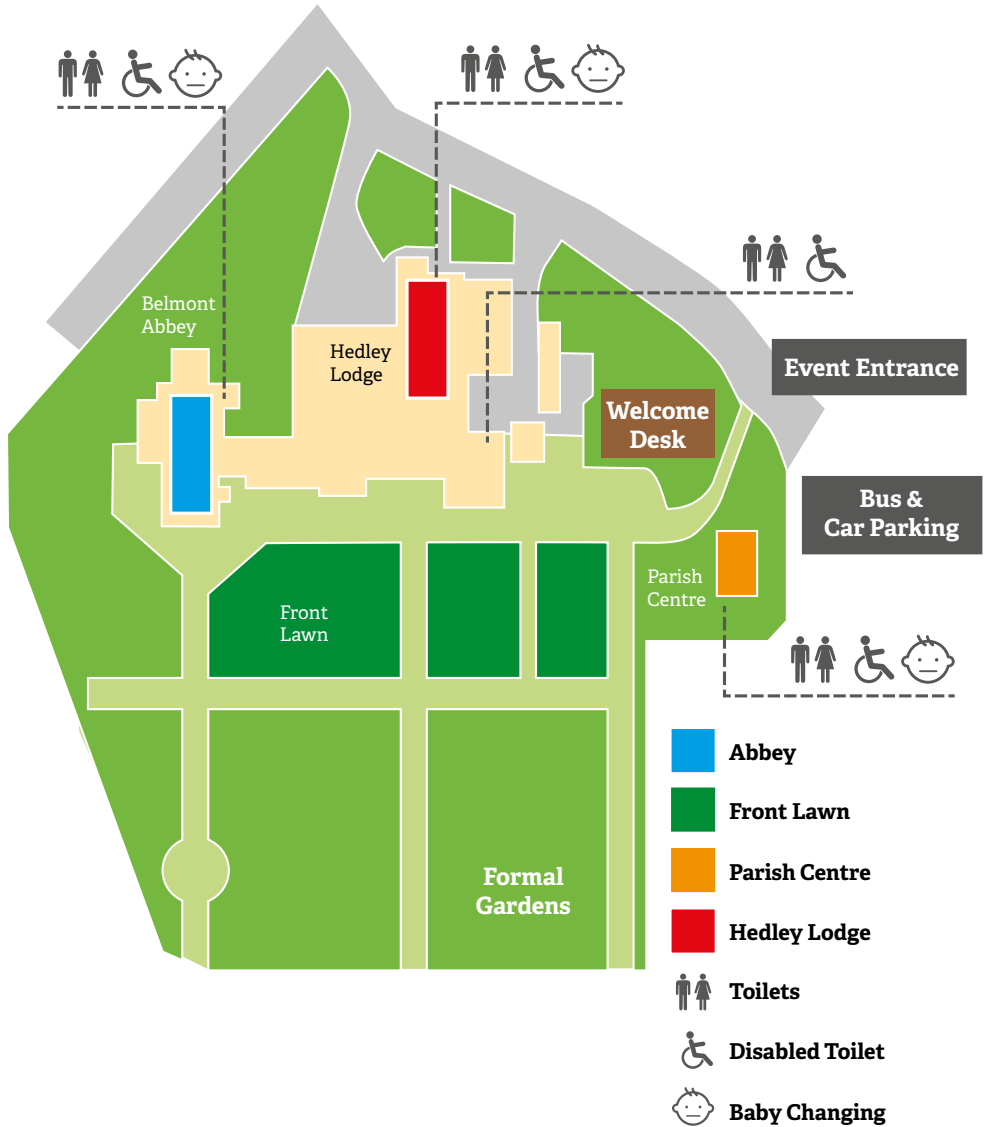 Belmont
Abbey
Hedley
Lodge
Event Entrance
Welcome
Desk
Bus &
Car Parking
Parish
Centre
Front
Lawn
Formal
Gardens
Abbey
Front Lawn
Parish Centre
Hedley Lodge
Toilets
Disabled Toilet
Baby Changing